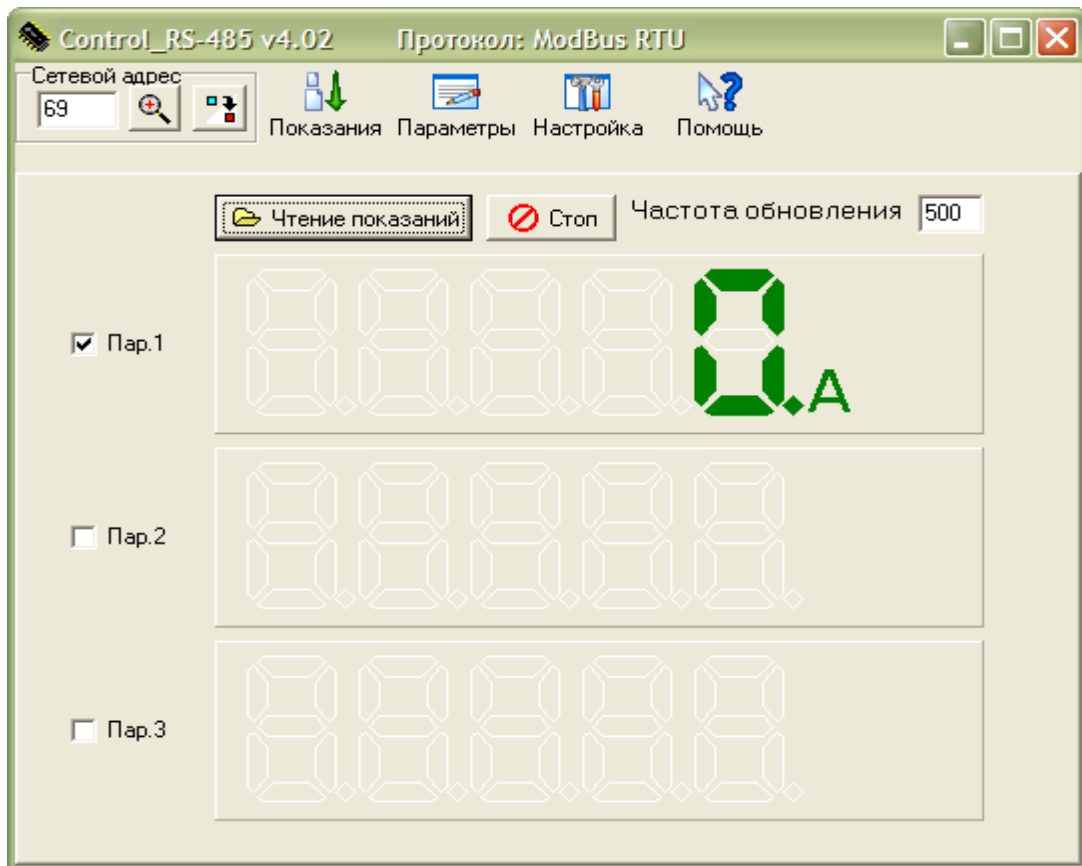 Control_RS-485 v4.02 Протокол: ModBus RTU
Сетевой адрес
69
Показания Параметры Настройка Помощь
Чтение показаний Стоп Частота обновления 500
Пар.1 0.A
Пар.2
Пар.3